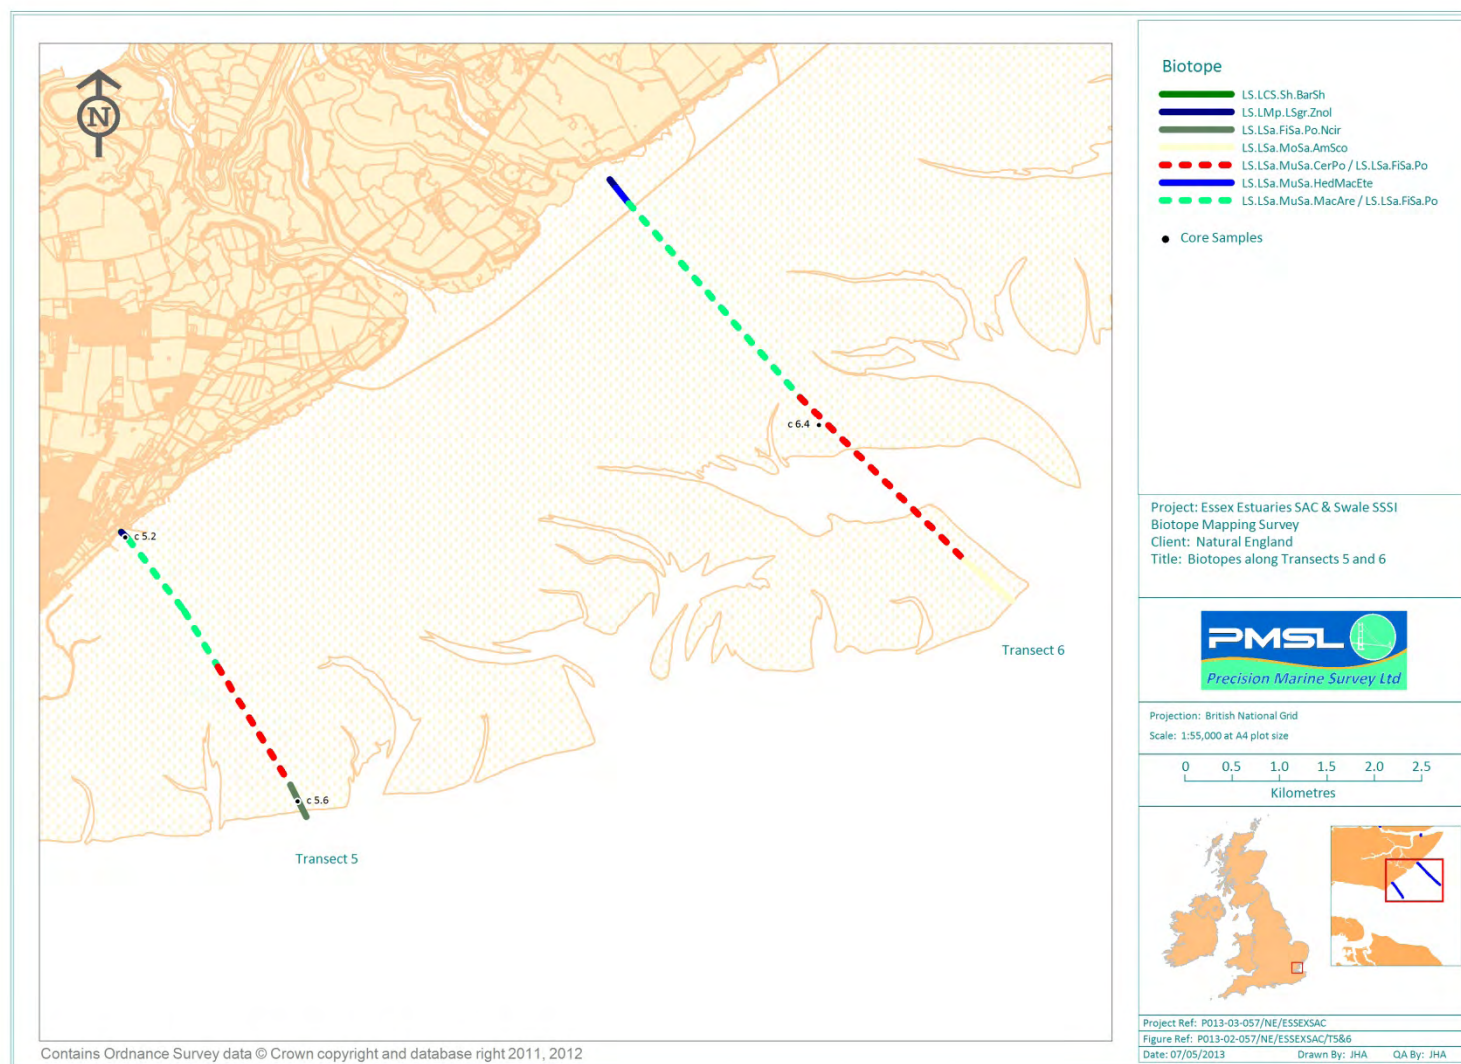 N
c 6.4
c 5.2
Transect 6
c 5.6
Transect 5
Contains Ordnance Survey data © Crown copyright and database right 2011, 2012
Biotope
LS.LCS.Sh.BarSh
LS.LMp.LSgr.Znol
LS.LSa.FiSa.Po.Ncir
LS.LSa.MoSa.AmSco
LS.LSa.MuSa.CerPo / LS.LSa.FiSa.Po
LS.LSa.MuSa.HedMacEte
LS.LSa.MuSa.MacAre / LS.LSa.FiSa.Po
Core Samples
Project: Essex Estuaries SAC & Swale SSSI
Biotope Mapping Survey
Client: Natural England
Title: Biotopes along Transects 5 and 6
PMSL
Precision Marine Survey Ltd
Projection: British National Grid
Scale: 1:55,000 at A4 plot size
0 0.5 1.0 1.5 2.0 2.5
Kilometres
Project Ref: P013-03-057/NE/ESSEXSAC
Figure Ref: P013-02-057/NE/ESSEXSAC/T5&6
Date: 07/05/2013 Drawn By: JHA QA By: JHA